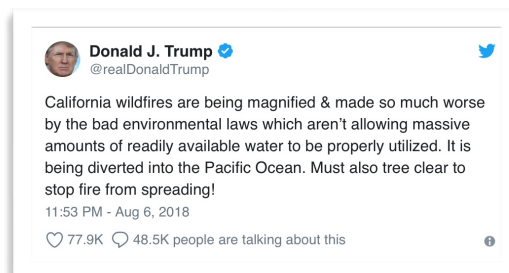 Donald J. Trump
@realDonaldTrump
California wildfires are being magnified & made so much worse
by the bad environmental laws which aren’t allowing massive
amounts of readily available water to be properly utilized. It is
being diverted into the Pacific Ocean. Must also tree clear to
stop fire from spreading!
11:53 PM - Aug 6, 2018
77.9K 48.5K people are talking about this